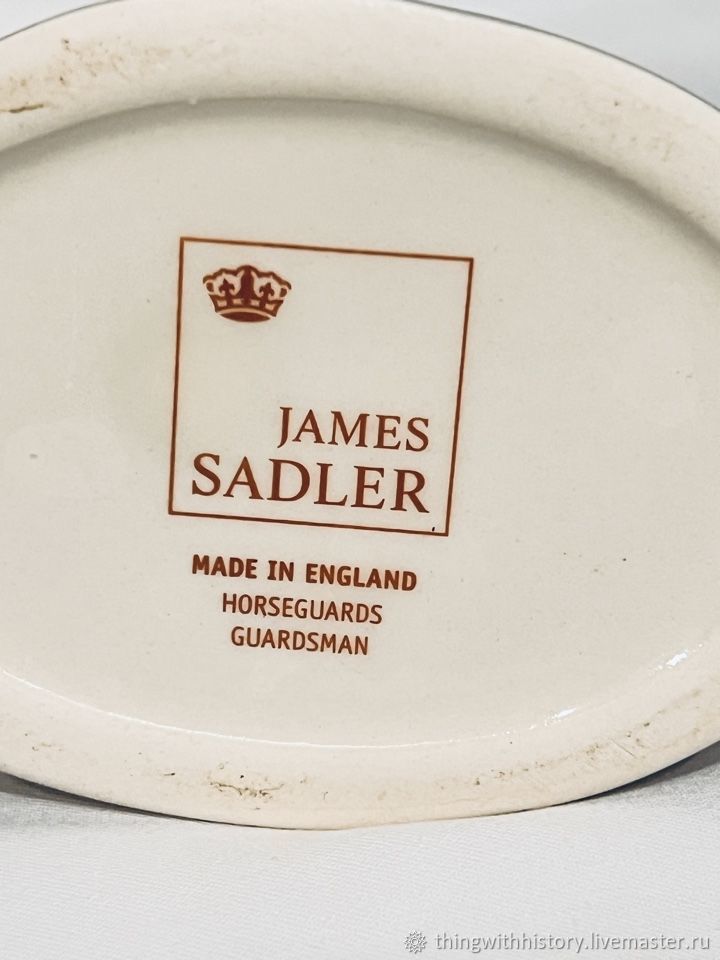 JAMES
SADLER
MADE IN ENGLAND
HORSEGUARDS
GUARDSMAN
thingwithhistory.livemaster.ru